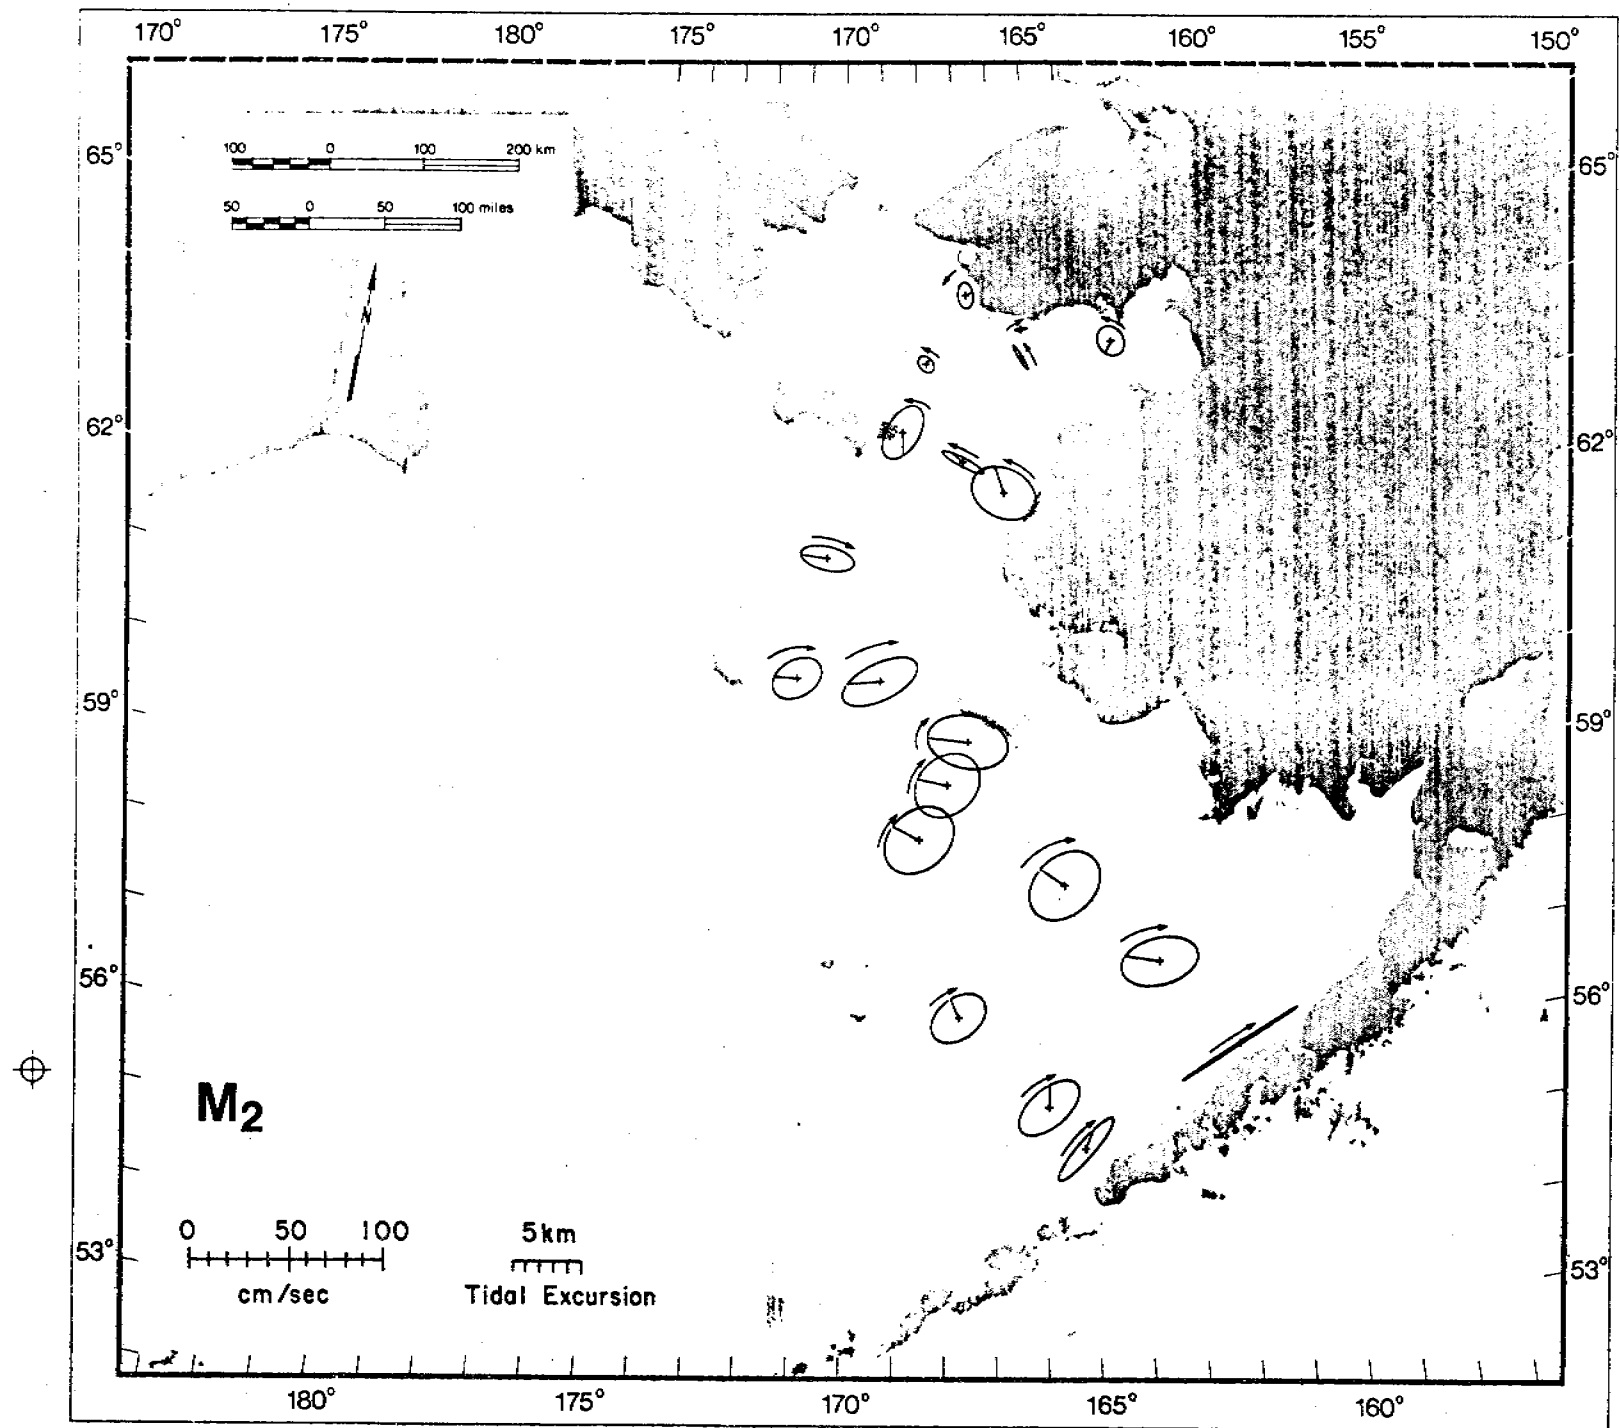 170° 175° 180° 175° 170° 165° 160° 155° 150°
65° 65°
100 0 100 200 km
50 0 50 100 miles
N
62° 62°
59° 59°
56° 56°
M2
0 50 100
cm/sec
5km
Tidal Excursion
53° 53°
180° 175° 170° 165° 160°